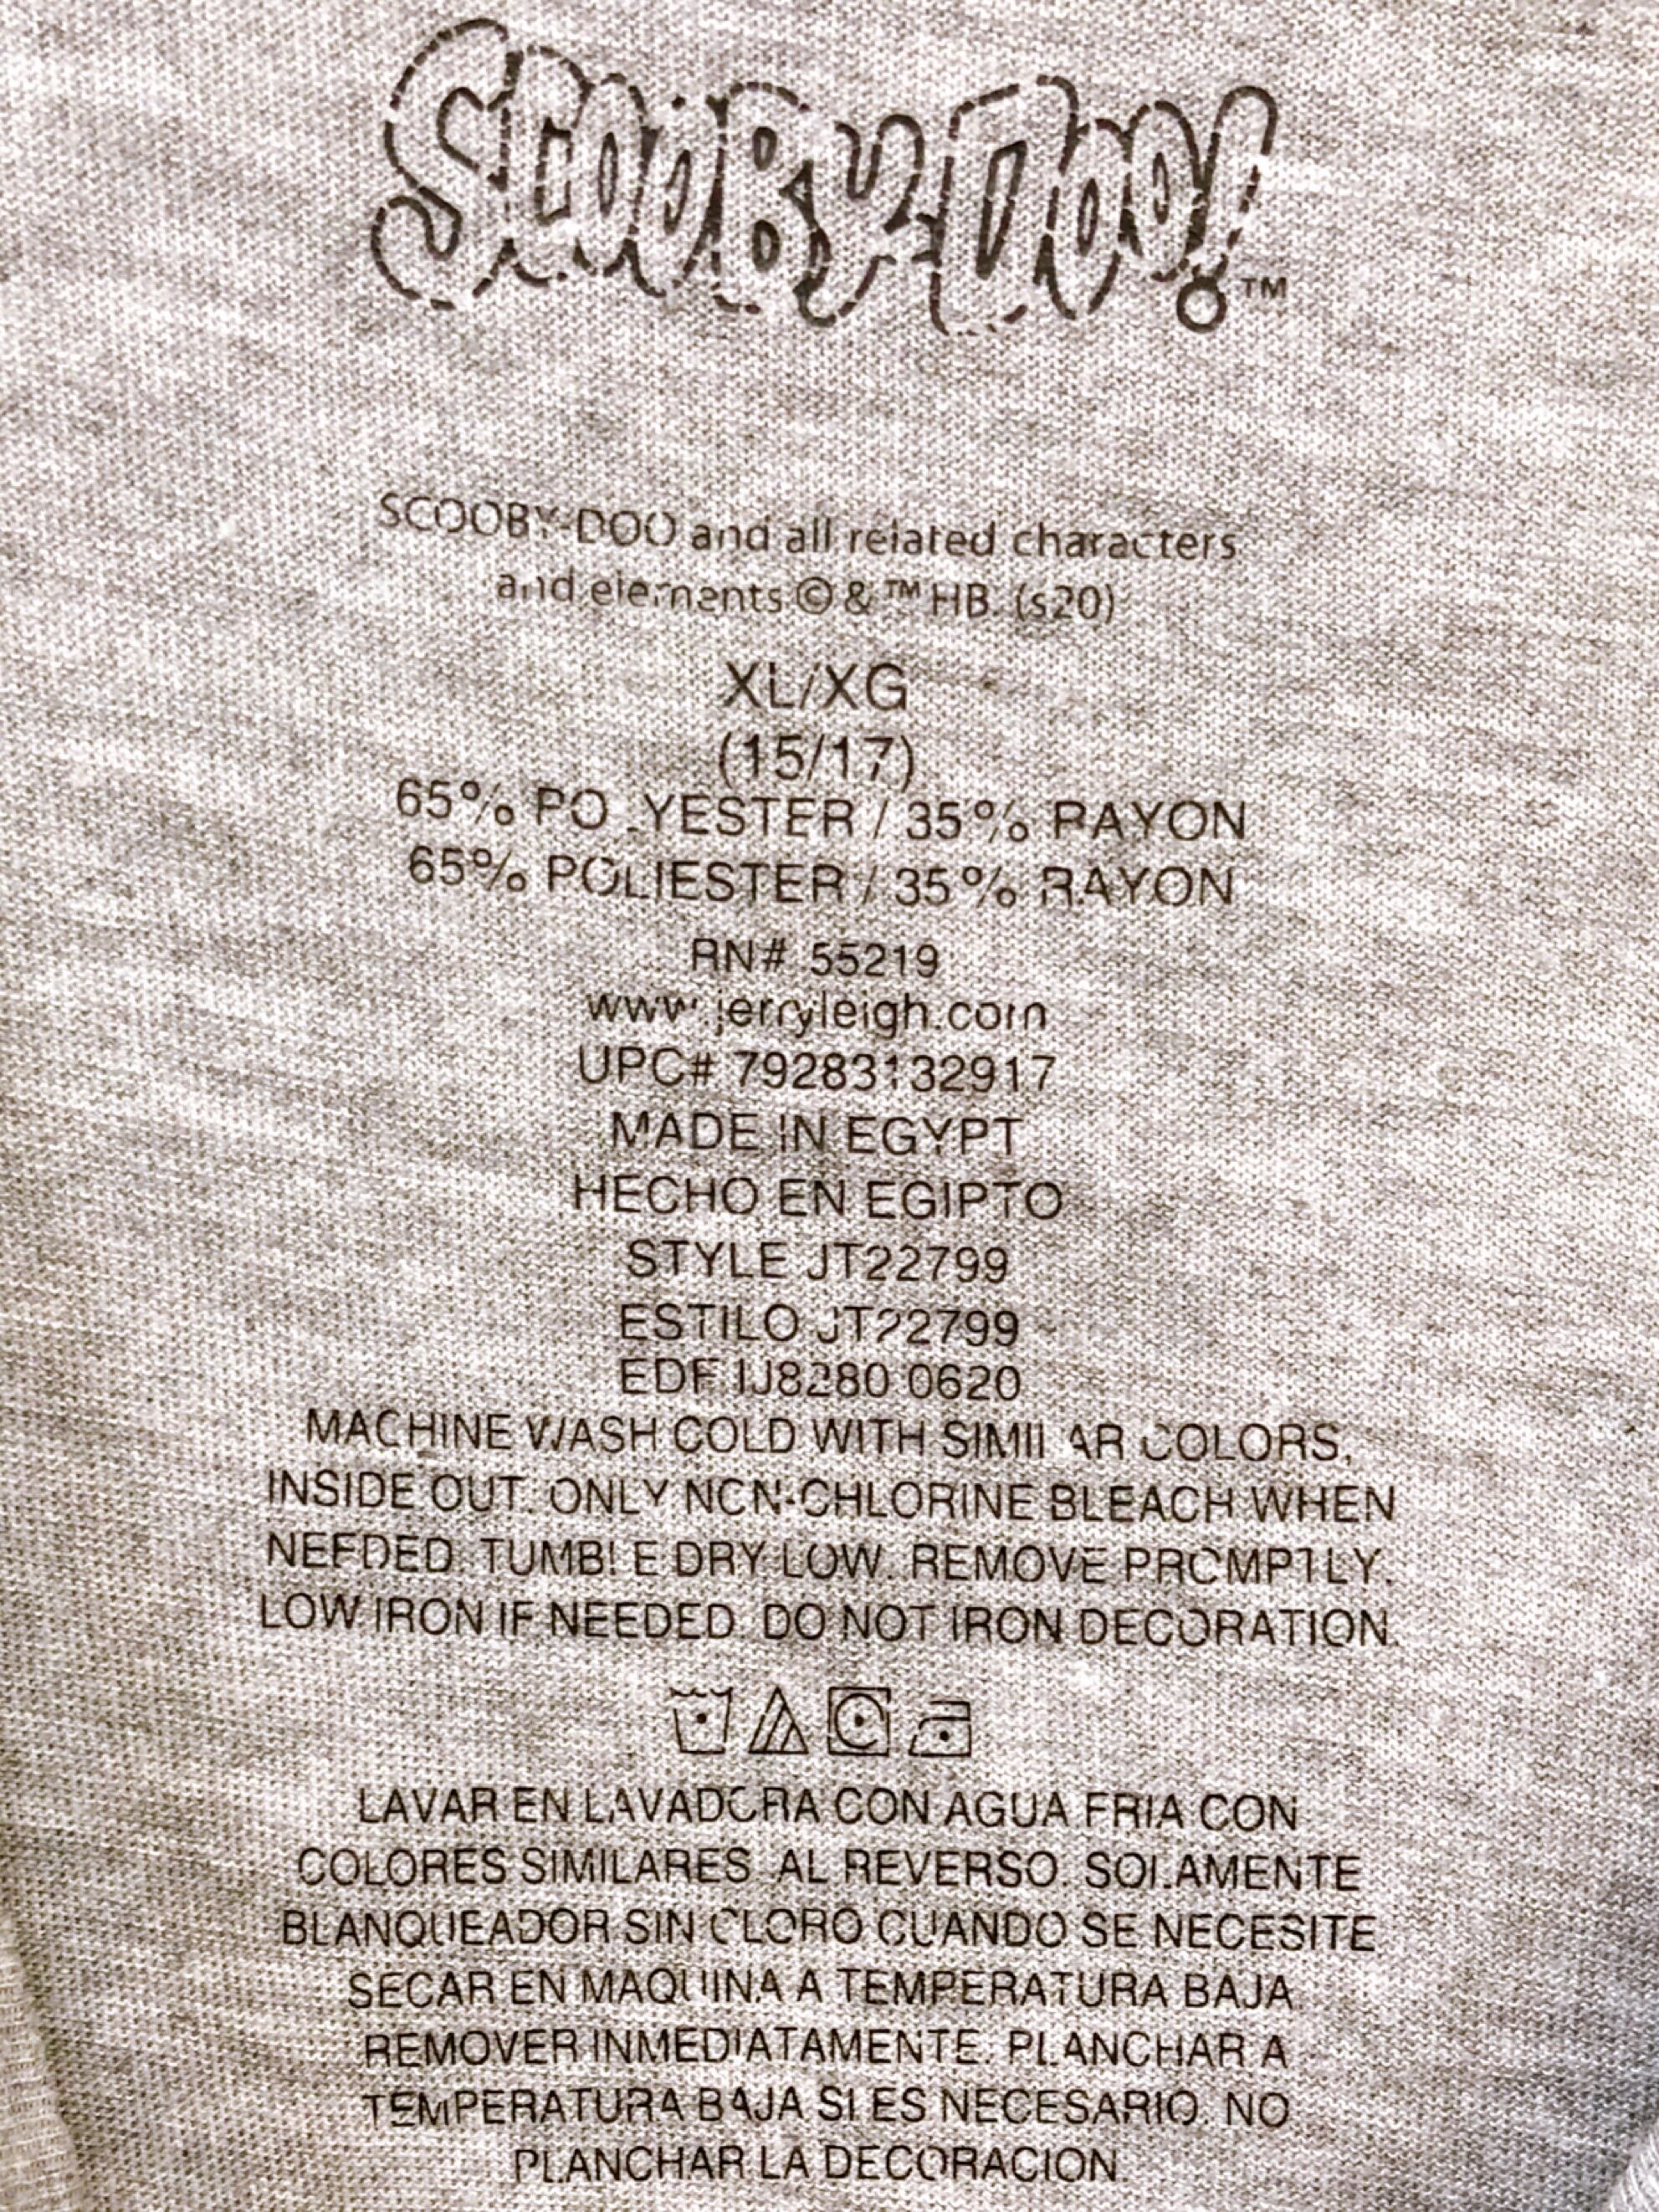 SCOOBY-DOO! ™
SCOOBY-DOO and all related characters
and elements © & ™ HB. (s20)
XL/XG
(15/17)
65% POLYESTER / 35% RAYON
65% POLIESTER / 35% RAYON
RN# 55219
www.jerryleigh.com
UPC# 79283132917
MADE IN EGYPT
HECHO EN EGIPTO
STYLE JT22799
ESTILO JT22799
EDF IJ8280 0620
MACHINE WASH COLD WITH SIMILAR COLORS,
INSIDE OUT. ONLY NON-CHLORINE BLEACH WHEN
NEEDED. TUMBLE DRY LOW. REMOVE PROMPTLY.
LOW IRON IF NEEDED. DO NOT IRON DECORATION.
LAVAR EN LAVADORA CON AGUA FRIA CON
COLORES SIMILARES AL REVERSO. SOLAMENTE
BLANQUEADOR SIN CLORO CUANDO SE NECESITE
SECAR EN MAQUINA A TEMPERATURA BAJA
REMOVER INMEDIATAMENTE. PLANCHAR A
TEMPERATURA BAJA SI ES NECESARIO. NO
PLANCHAR LA DECORACION.